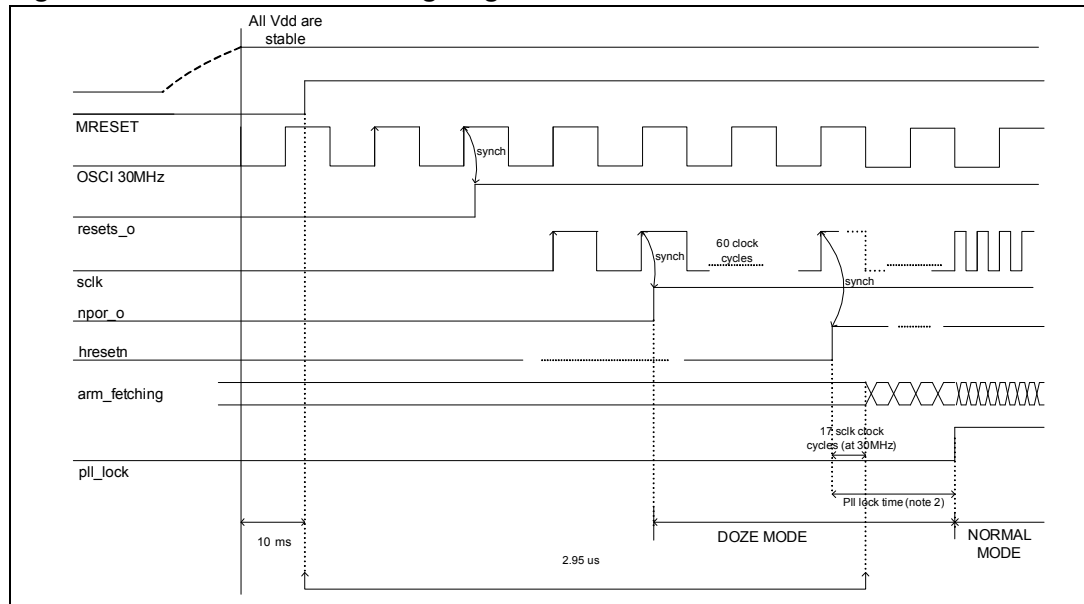 All Vdd are
stable
MRESET
synch
OSCI 30MHz
resets_o
60 clock
cycles
synch
sclk
synch
npor_o
hresetn
arm_fetching
17 sclk clock
cycles (at 30MHz)
pll_lock
Pll lock time (note 2)
10 ms
DOZE MODE
NORMAL
MODE
2.95 us